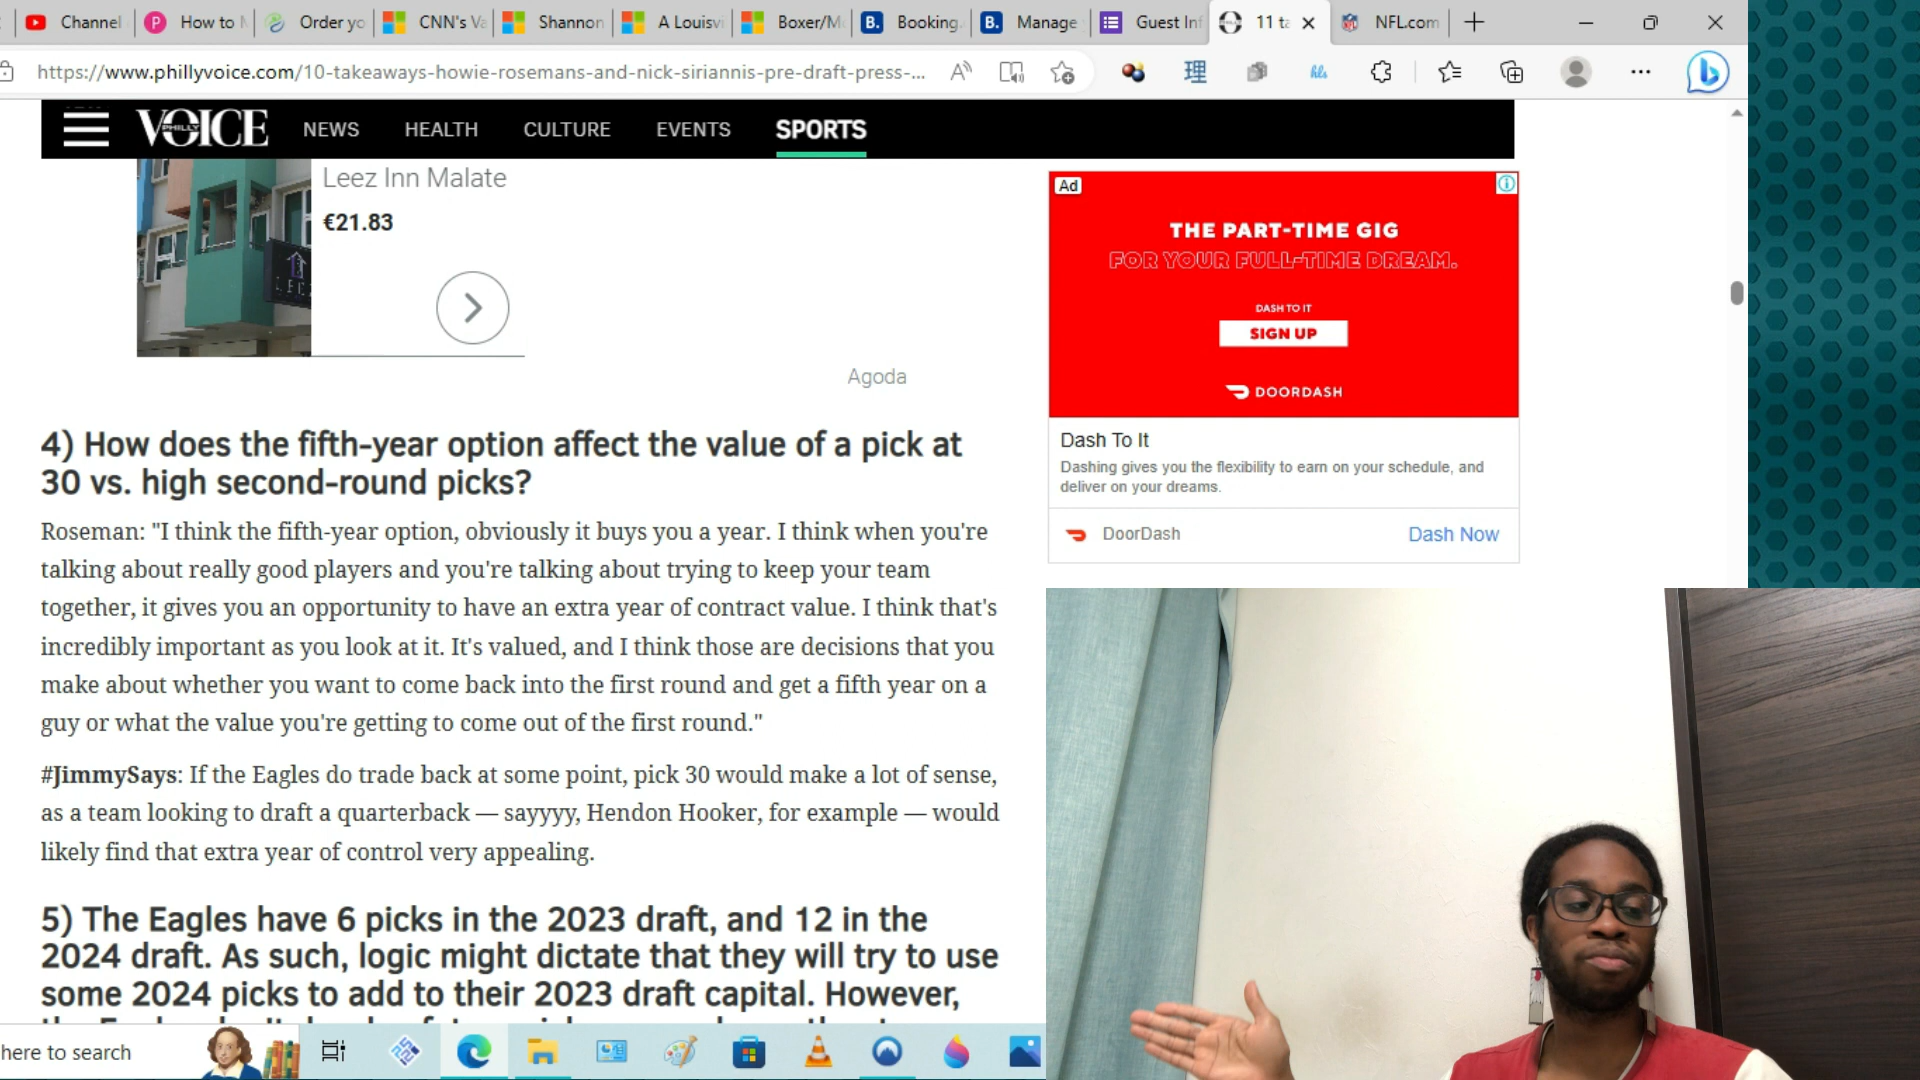 Channel
How to
Order yo
CNN's Va
Shannon
A Louisvi
Boxer/M
Booking.
Manage
Guest Inf
11 ta
NFL.com
https://www.phillyvoice.com/10-takeaways-howie-rosemans-and-nick-siriannis-pre-draft-press-...
PHILLY VOICE
NEWS
HEALTH
CULTURE
EVENTS
SPORTS
Leez Inn Malate
€21.83
Agoda
4) How does the fifth-year option affect the value of a pick at
30 vs. high second-round picks?
Roseman: "I think the fifth-year option, obviously it buys you a year. I think when you're
talking about really good players and you're talking about trying to keep your team
together, it gives you an opportunity to have an extra year of contract value. I think that's
incredibly important as you look at it. It's valued, and I think those are decisions that you
make about whether you want to come back into the first round and get a fifth year on a
guy or what the value you're getting to come out of the first round."
#JimmySays: If the Eagles do trade back at some point, pick 30 would make a lot of sense,
as a team looking to draft a quarterback — sayyyy, Hendon Hooker, for example — would
likely find that extra year of control very appealing.
5) The Eagles have 6 picks in the 2023 draft, and 12 in the
2024 draft. As such, logic might dictate that they will try to use
some 2024 picks to add to their 2023 draft capital. However,
Ad
THE PART-TIME GIG
FOR YOUR FULL-TIME DREAM.
DASH TO IT
SIGN UP
DOORDASH
Dash To It
Dashing gives you the flexibility to earn on your schedule, and
deliver on your dreams.
DoorDash
Dash Now
here to search